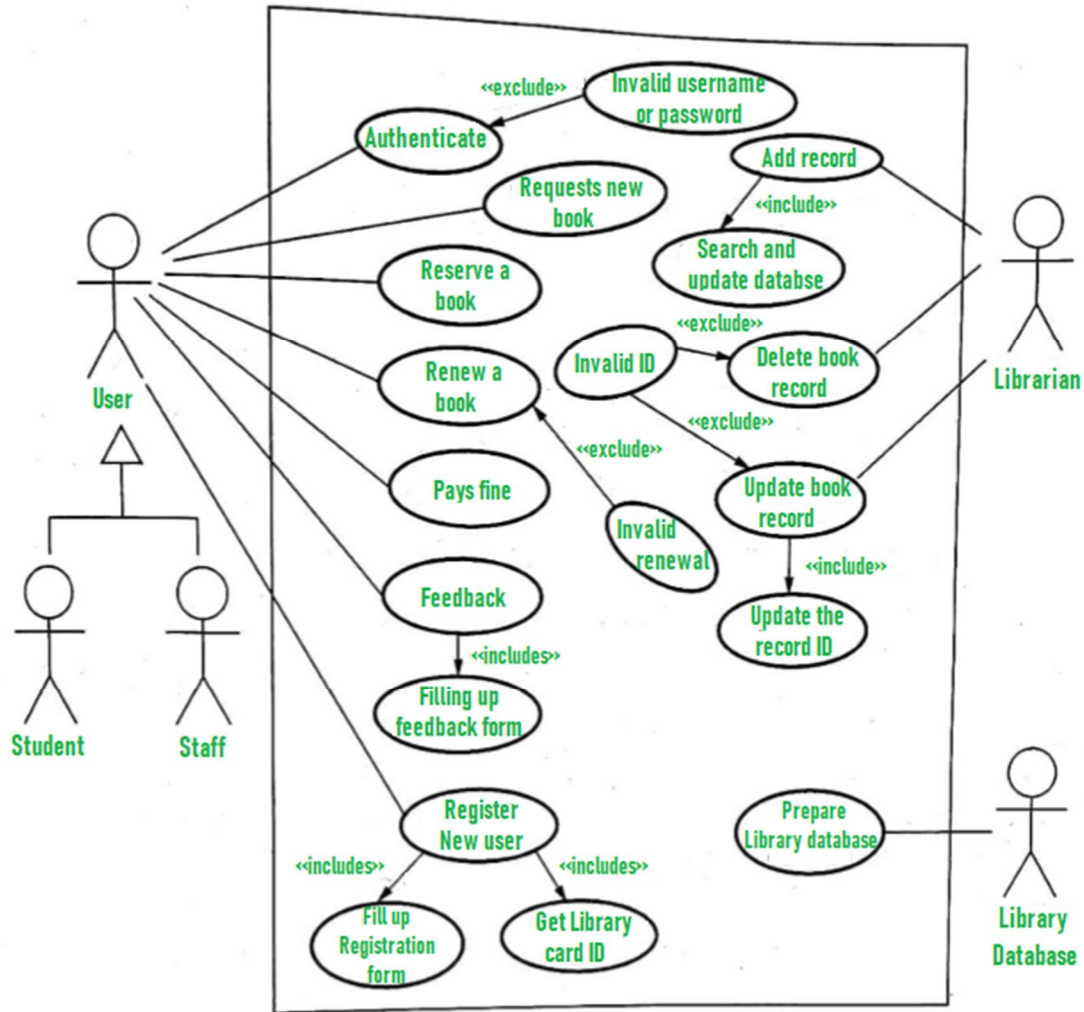 «exclude»
Invalid username
or password
Authenticate
Add record
Requests new
book
«include»
Search and
update databse
Reserve a
book
User
Librarian
«exclude»
Invalid ID
Delete book
record
Renew a
book
«exclude»
«exclude»
Pays fine
Update book
record
Invalid
renewal
«include»
Feedback
Update the
record ID
«includes»
Filling up
feedback form
Student
Staff
Register
New user
Prepare
Library database
«includes»
«includes»
Fill up
Registration
form
Get Library
card ID
Library
Database